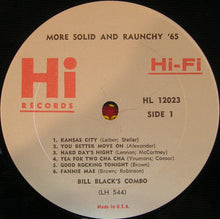 MORE SOLID AND RAUNCHY '65
Hi
RECORDS
Hi-Fi
HL 12023
SIDE 1
1. KANSAS CITY (Leiber; Stoller)
2. YOU BETTER MOVE ON (Alexander)
3. HARD DAY'S NIGHT (Lennon; McCartney)
4. TEA FOR TWO CHA CHA (Youmans; Caesar)
5. GOOD ROCKING TONIGHT (Brown)
6. FANNIE MAE (Brown; Robinson)
BILL BLACK'S COMBO
(LH 544)
Made in U.S.A.